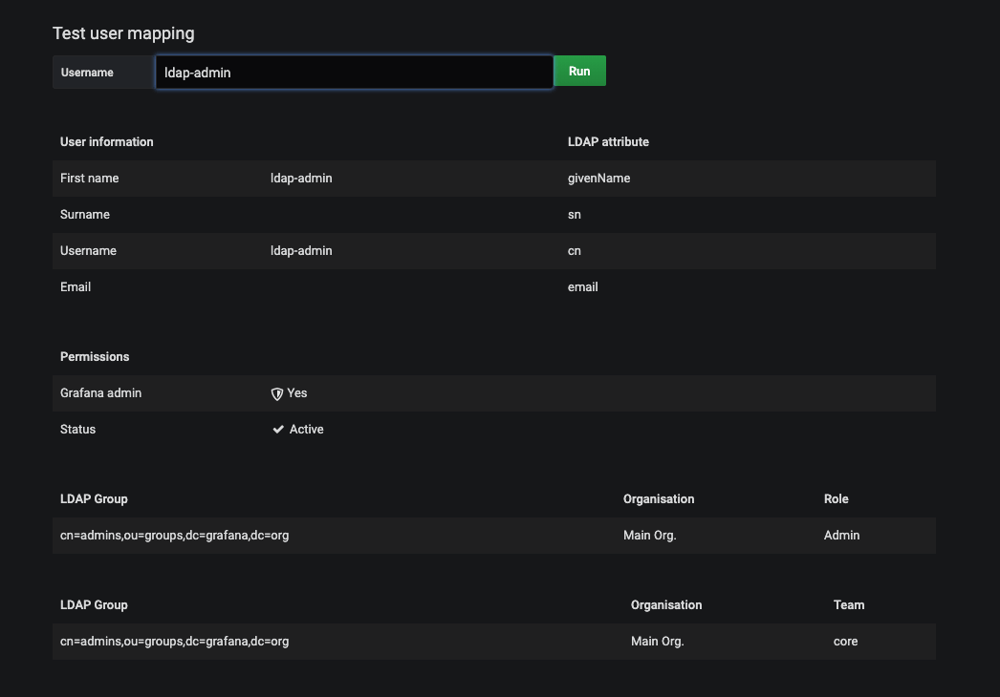 Test user mapping
Username ldap-admin Run
User information LDAP attribute
First name ldap-admin givenName
Surname sn
Username ldap-admin cn
Email email
Permissions
Grafana admin Yes
Status Active
LDAP Group Organisation Role
cn=admins,ou=groups,dc=grafana,dc=org Main Org. Admin
LDAP Group Organisation Team
cn=admins,ou=groups,dc=grafana,dc=org Main Org. core